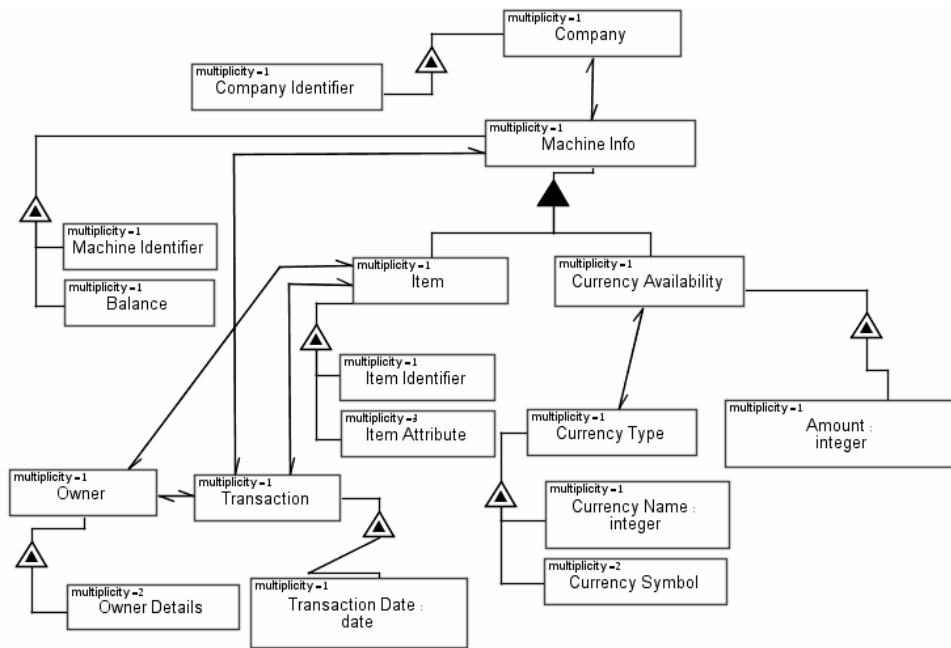 multiplicity=1
Company
multiplicity=1
Company Identifier
multiplicity=1
Machine Info
multiplicity=1
Machine Identifier
multiplicity=1
Balance
multiplicity=1
Item
multiplicity=1
Currency Availability
multiplicity=1
Item Identifier
multiplicity=3
Item Attribute
multiplicity=1
Currency Type
multiplicity=1
Amount :
integer
multiplicity=1
Owner
multiplicity=1
Transaction
multiplicity=1
Currency Name :
integer
multiplicity=2
Currency Symbol
multiplicity=2
Owner Details
multiplicity=1
Transaction Date :
date